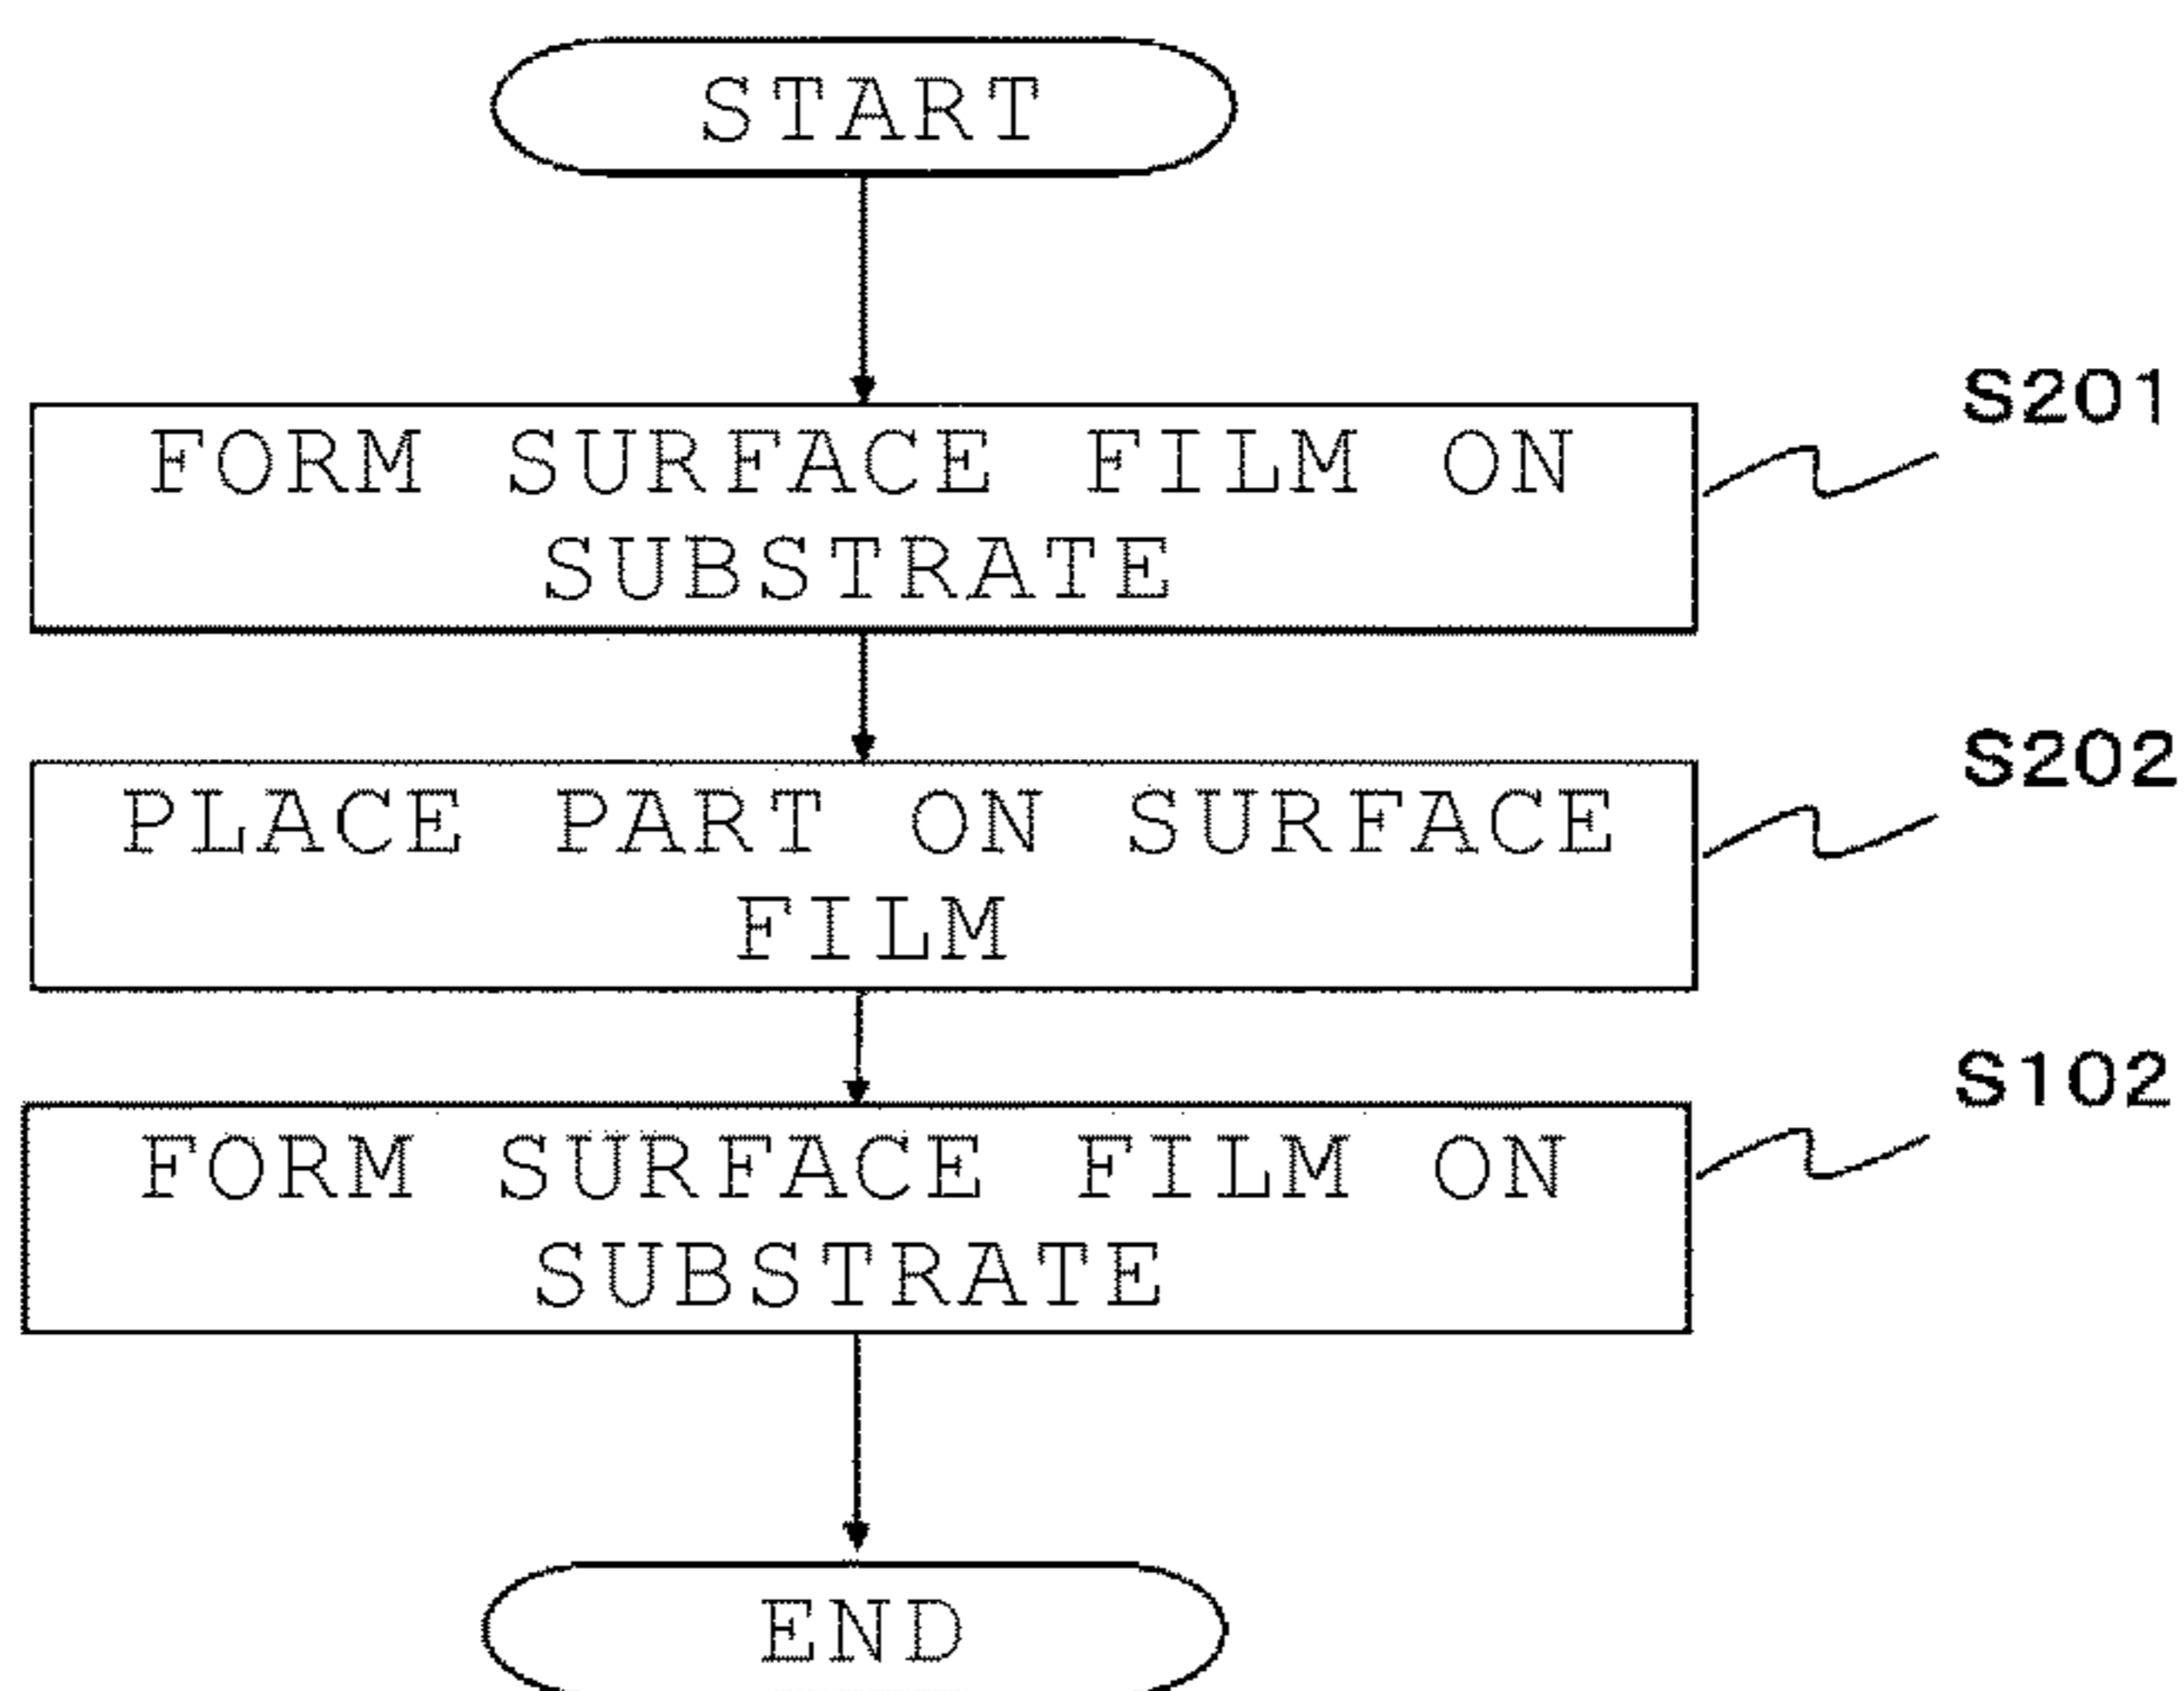 START
S201
FORM SURFACE FILM ON
SUBSTRATE
S202
PLACE PART ON SURFACE
FILM
S102
FORM SURFACE FILM ON
SUBSTRATE
END